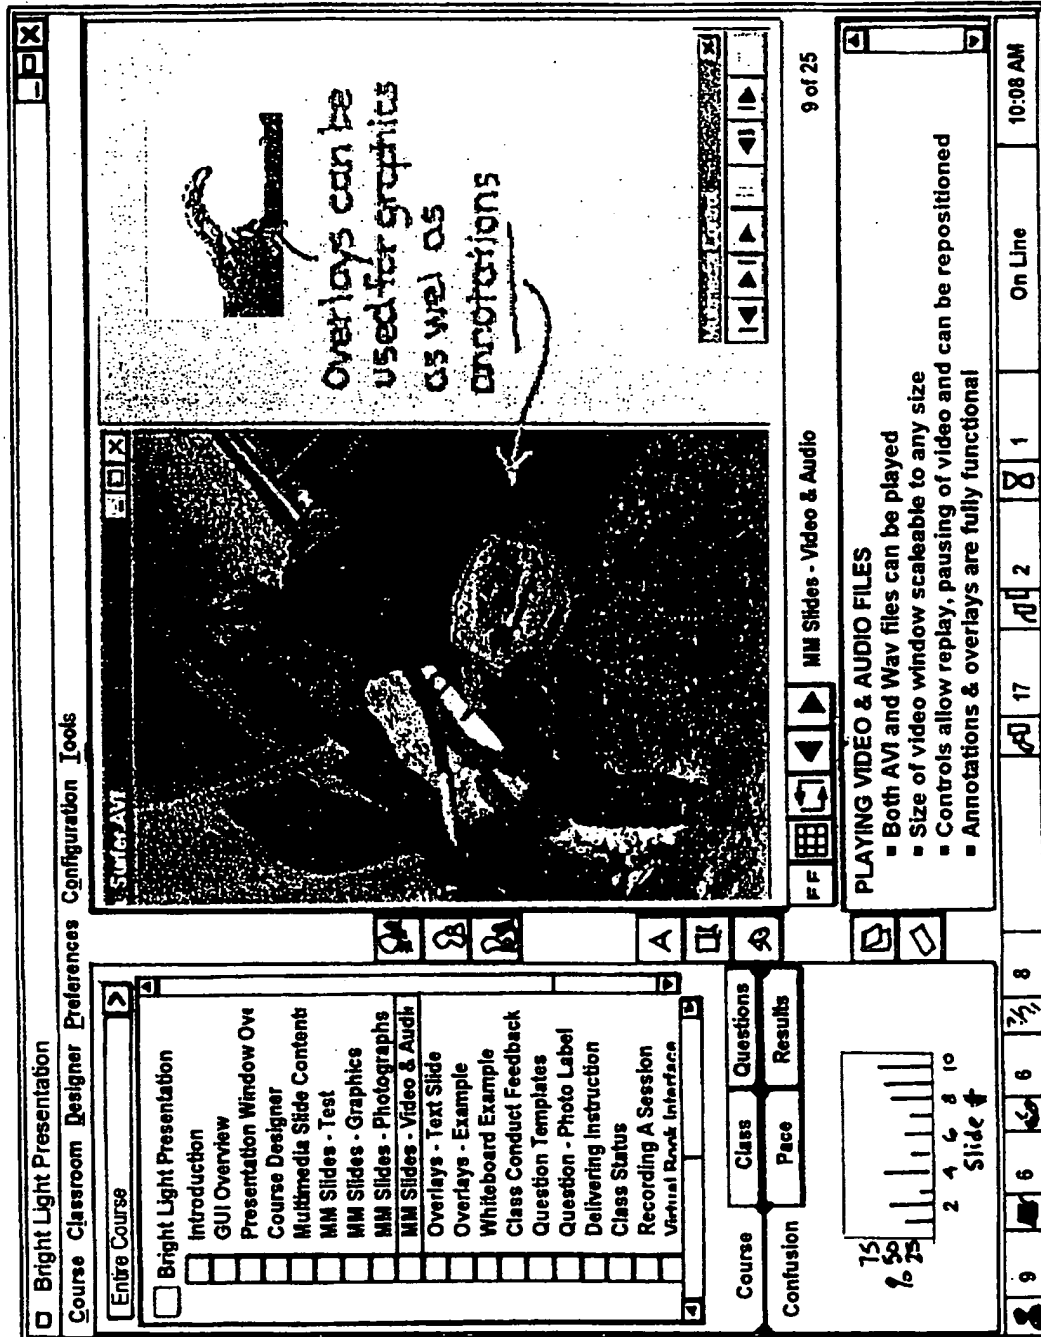 Bright Light Presentation
Course Classroom Designer Preferences Configuration Tools
Entire Course
Bright Light Presentation
Introduction
GUI Overview
Presentation Window Ove
Course Designer
Multimedia Slide Contents
MM Slides - Test
MM Slides - Graphics
MM Slides - Photographs
MM Slides - Video & Audi
Overlays - Text Slide
Overlays - Example
Whiteboard Example
Class Conduct Feedback
Question Templates
Question - Photo Label
Delivering Instruction
Class Status
Recording A Session
Virtual Book Interface
Course Class Questions
Confusion Pace Results
75
% 50
25
2 4 6 8 10
Slide #
Overlays can be
used for graphics
as wel as
annotations
A
FF
MM Slides - Video & Audio
9 of 25
PLAYING VIDEO & AUDIO FILES
▪ Both AVI and Wav files can be played
▪ Size of video window scaleable to any size
▪ Controls allow replay, pausing of video and can be repositioned
▪ Annotations & overlays are fully functional
9 6 6 8 17 2 1 On Line 10:08 AM